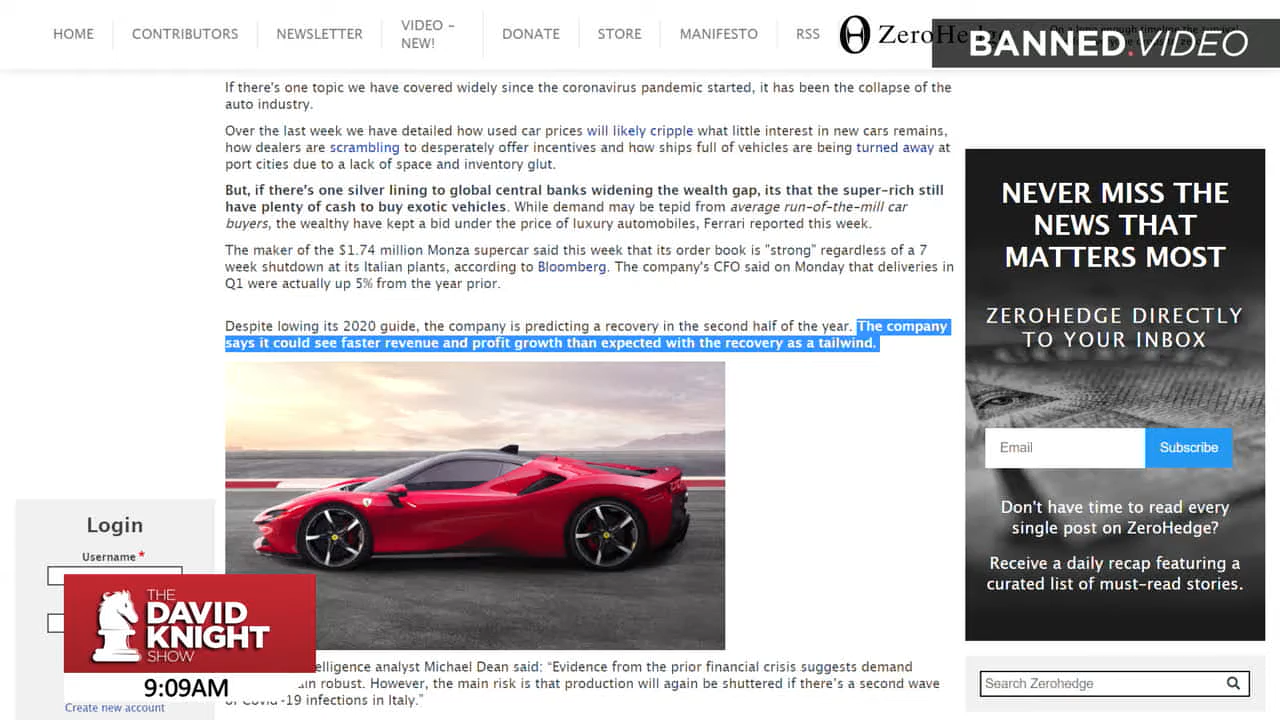 HOME
CONTRIBUTORS
NEWSLETTER
VIDEO –
NEW!
DONATE
STORE
MANIFESTO
RSS
ZeroHedge
BANNED.VIDEO
If there's one topic we have covered widely since the coronavirus pandemic started, it has been the collapse of the
auto industry.
Over the last week we have detailed how used car prices will likely cripple what little interest in new cars remains,
how dealers are scrambling to desperately offer incentives and how ships full of vehicles are being turned away at
port cities due to a lack of space and inventory glut.
But, if there's one silver lining to global central banks widening the wealth gap, its that the super-rich still
have plenty of cash to buy exotic vehicles. While demand may be tepid from average run-of-the-mill car
buyers, the wealthy have kept a bid under the price of luxury automobiles, Ferrari reported this week.
The maker of the $1.74 million Monza supercar said this week that its order book is "strong" regardless of a 7
week shutdown at its Italian plants, according to Bloomberg. The company's CFO said on Monday that deliveries in
Q1 were actually up 5% from the year prior.
Despite lowing its 2020 guide, the company is predicting a recovery in the second half of the year. The company
says it could see faster revenue and profit growth than expected with the recovery as a tailwind.
elligence analyst Michael Dean said: “Evidence from the prior financial crisis suggests demand
ain robust. However, the main risk is that production will again be shuttered if there’s a second wave
of Covid-19 infections in Italy.”
NEVER MISS THE
NEWS THAT
MATTERS MOST
ZEROHEDGE DIRECTLY
TO YOUR INBOX
Email
Subscribe
Don't have time to read every
single post on ZeroHedge?
Receive a daily recap featuring a
curated list of must-read stories.
Search Zerohedge
Login
Username *
THE
DAVID
KNIGHT
SHOW
9:09AM
Create new account